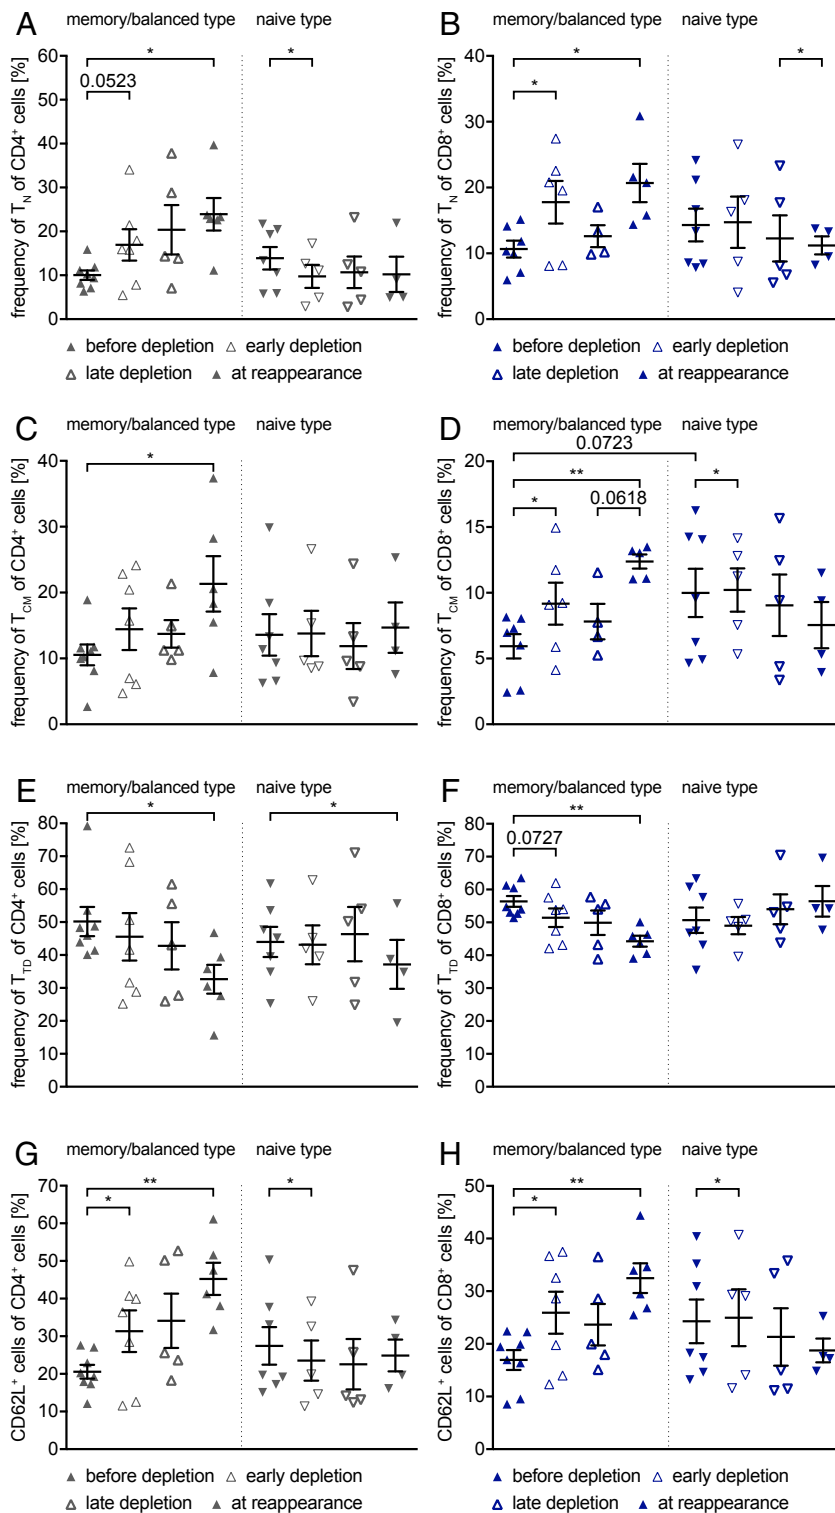 A
memory/balanced type
naive type
frequency of T_N of CD4⁺ cells [%]
60
50
40
30
20
10
0
0.0523
*
*
B
memory/balanced type
naive type
frequency of T_N of CD8⁺ cells [%]
40
30
20
10
0
*
*
*
before depletion
early depletion
late depletion
at reappearance
before depletion
early depletion
late depletion
at reappearance
C
memory/balanced type
naive type
frequency of T_CM of CD4⁺ cells [%]
40
30
20
10
0
*
D
memory/balanced type
naive type
frequency of T_CM of CD8⁺ cells [%]
20
15
10
5
0
0.0723
**
*
0.0618
*
E
memory/balanced type
naive type
frequency of T_TD of CD4⁺ cells [%]
80
70
60
50
40
30
20
10
0
*
*
F
memory/balanced type
naive type
frequency of T_TD of CD8⁺ cells [%]
80
70
60
50
40
30
20
10
0
**
0.0727
G
memory/balanced type
naive type
CD62L⁺ cells of CD4⁺ cells [%]
70
60
50
40
30
20
10
0
**
*
*
H
memory/balanced type
naive type
CD62L⁺ cells of CD8⁺ cells [%]
50
40
30
20
10
0
**
*
*
before depletion
early depletion
late depletion
at reappearance
before depletion
early depletion
late depletion
at reappearance